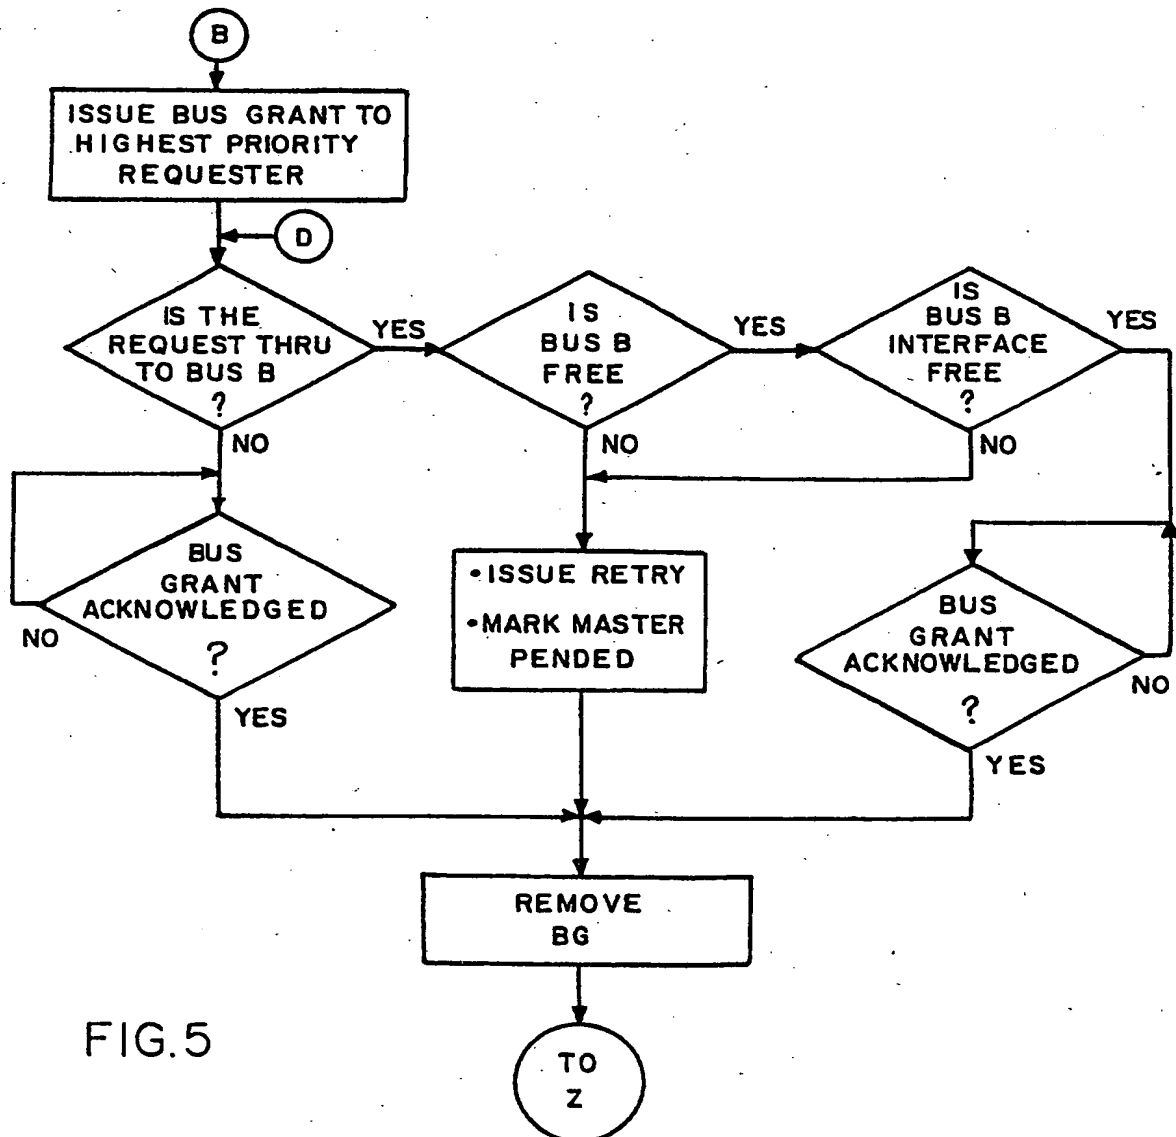 B
ISSUE BUS GRANT TO
HIGHEST PRIORITY
REQUESTER
D
IS THE
REQUEST THRU
TO BUS B
?
YES
NO
IS
BUS B
FREE
?
YES
NO
IS
BUS B
INTERFACE
FREE
?
YES
NO
BUS
GRANT
ACKNOWLEDGED
?
NO
YES
•ISSUE RETRY
•MARK MASTER
PENDED
BUS
GRANT
ACKNOWLEDGED
?
NO
YES
REMOVE
BG
TO
Z
FIG.5